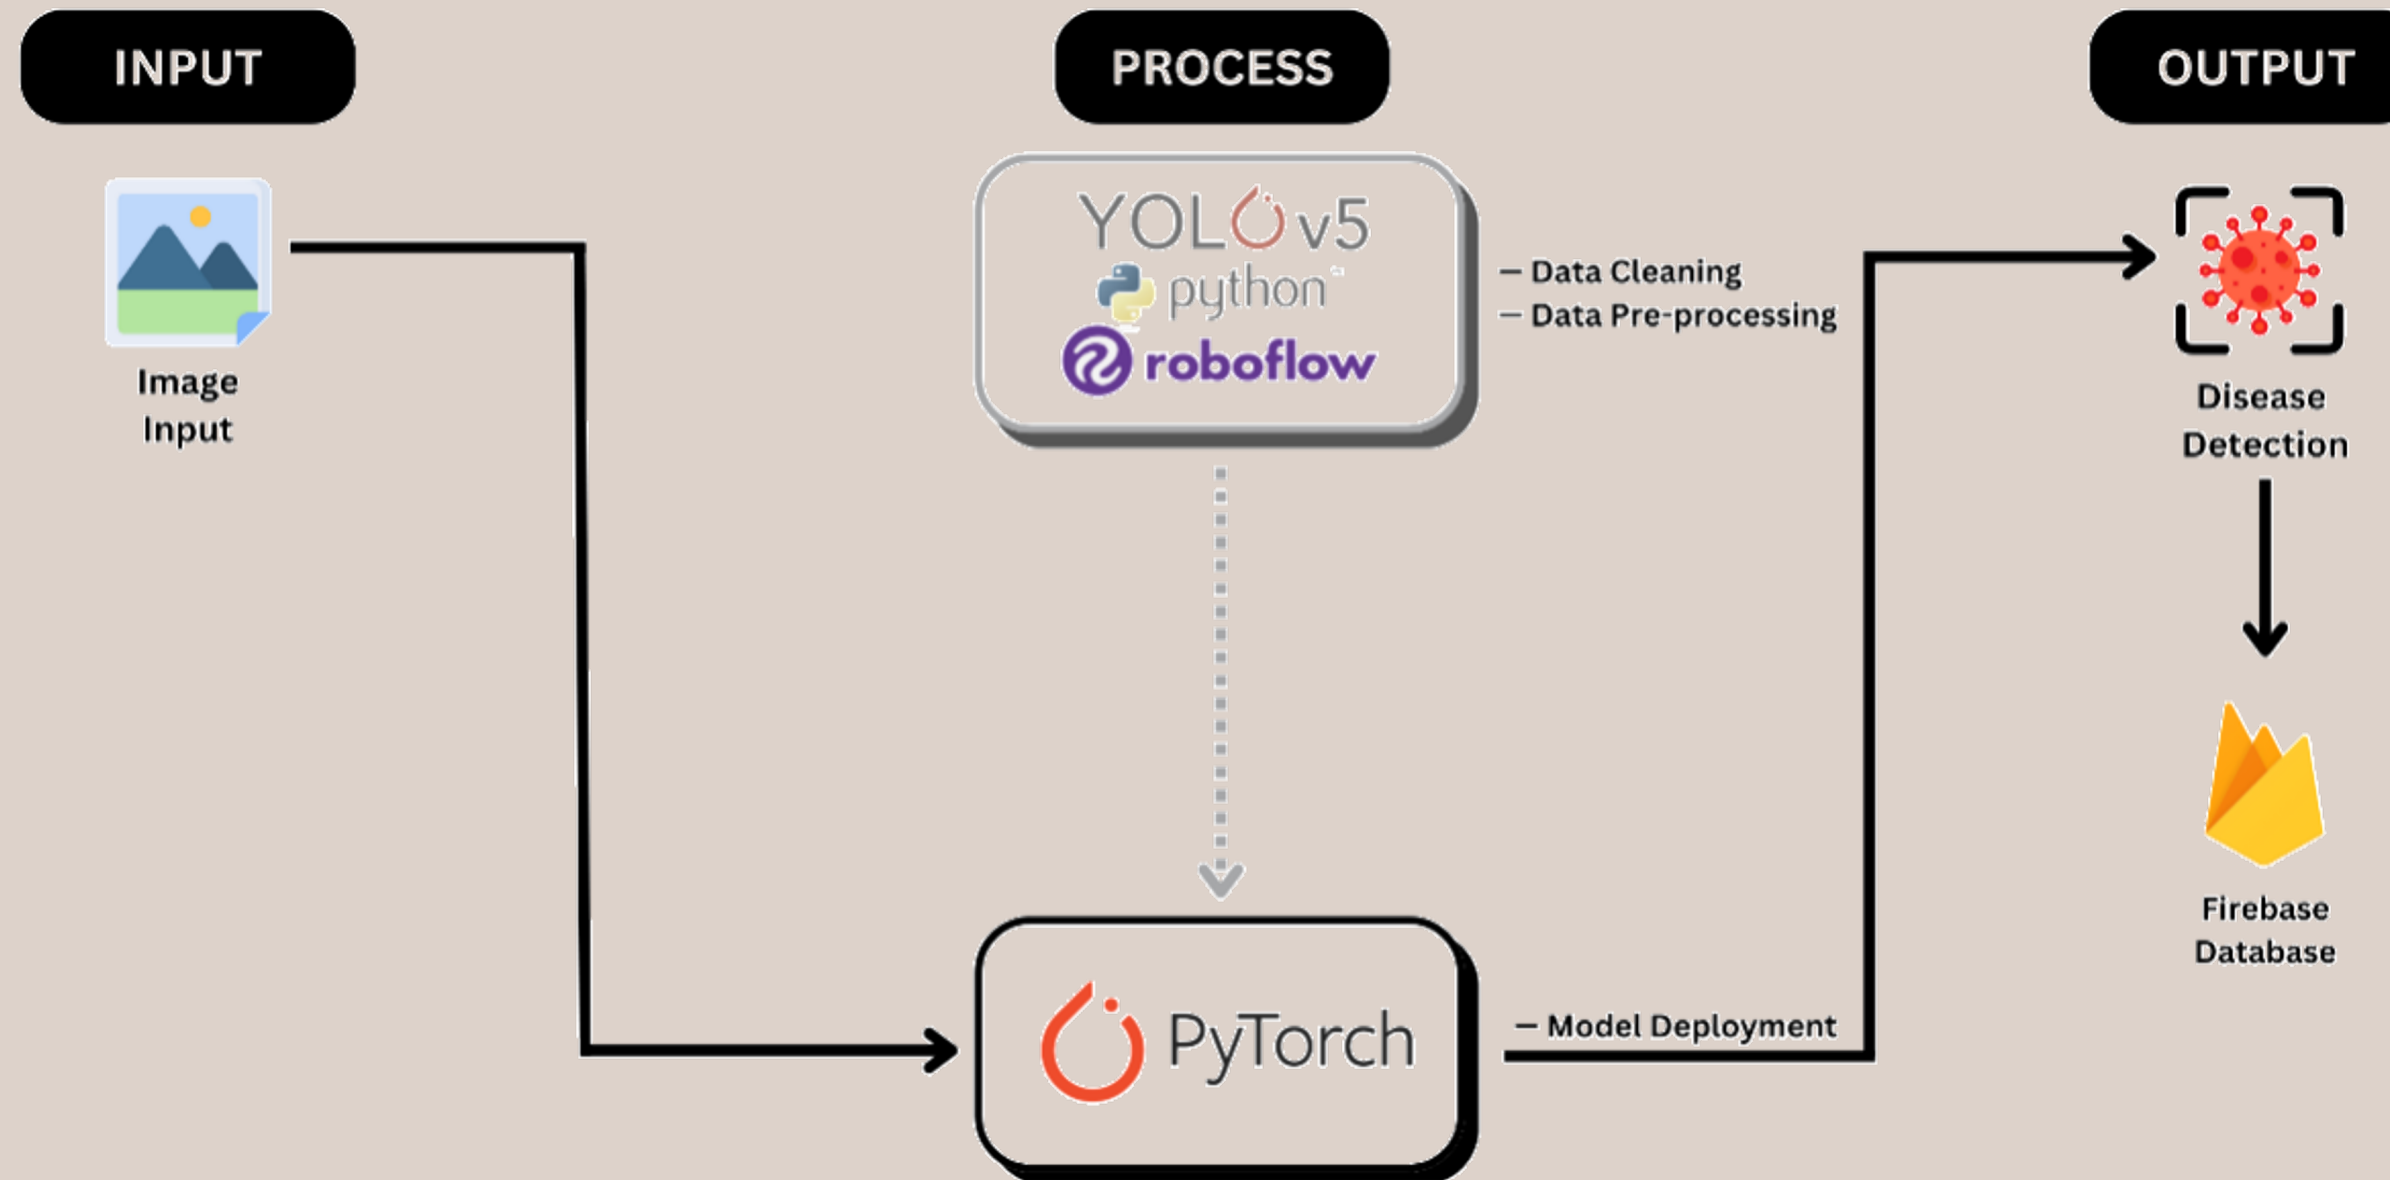 INPUT
PROCESS
OUTPUT
Image
Input
YOLOv5
python
roboflow
– Data Cleaning
– Data Pre-processing
Disease
Detection
Firebase
Database
PyTorch
– Model Deployment